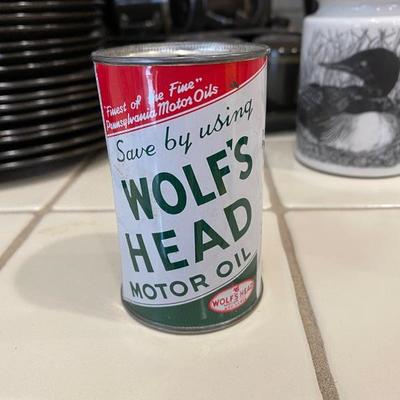 "Finest of the Fine"
Pennsylvania Motor Oils
Save by using
WOLF'S
HEAD
MOTOR OIL
WOLF'S HEAD